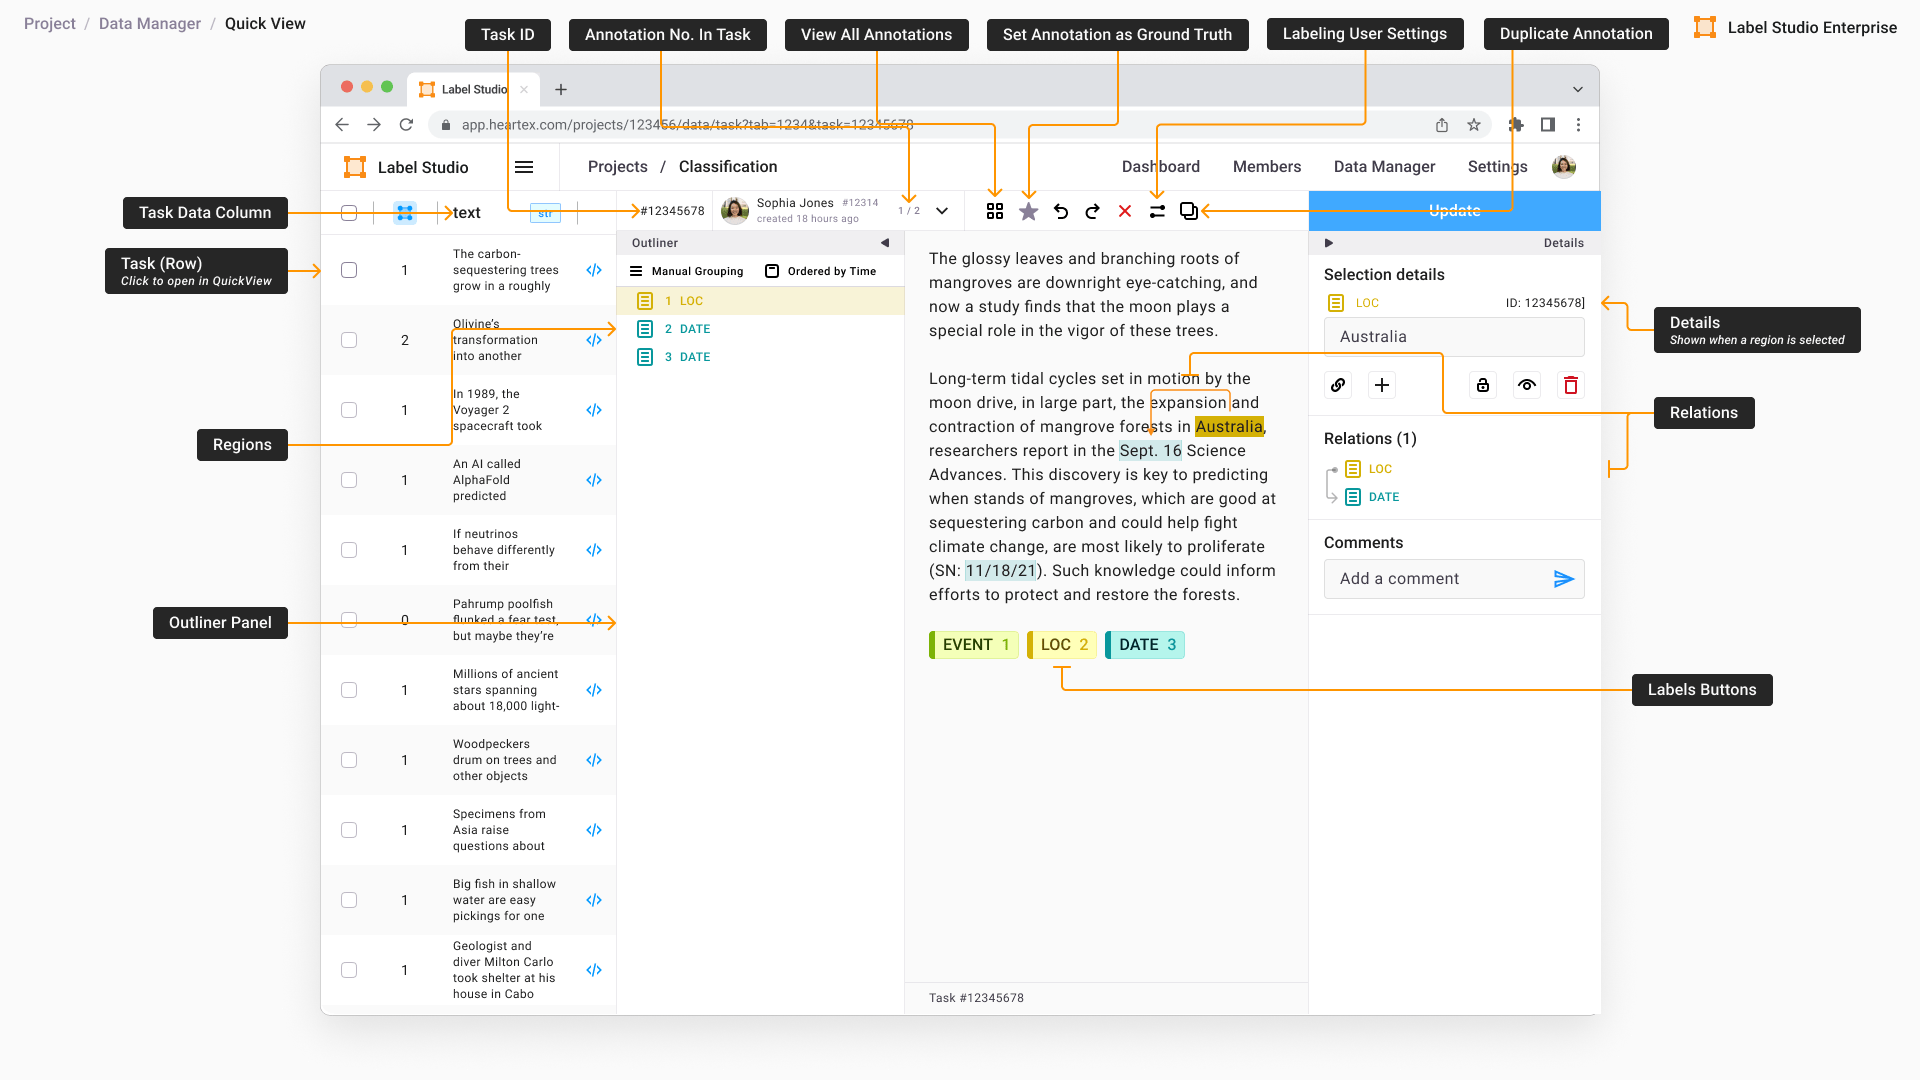 Project / Data Manager / Quick View
Task ID
Annotation No. In Task
View All Annotations
Set Annotation as Ground Truth
Labeling User Settings
Duplicate Annotation
Label Studio Enterprise
Label Studio
app.heartex.com/projects/123456/data/task?tab=1234&task=12345678
Label Studio
Projects / Classification
Dashboard
Members
Data Manager
Settings
Task Data Column
text
str
#12345678
Sophia Jones #12314
created 18 hours ago
1 / 2
Update
Task (Row)
Click to open in QuickView
1
The carbon-
sequestering trees
grow in a roughly
2
Olivine’s
transformation
into another
1
In 1989, the
Voyager 2
spacecraft took
Regions
1
An AI called
AlphaFold
predicted
1
If neutrinos
behave differently
from their
Outliner Panel
0
Pahrump poolfish
flunked a fear test,
but maybe they’re
1
Millions of ancient
stars spanning
about 18,000 light-
1
Woodpeckers
drum on trees and
other objects
1
Specimens from
Asia raise
questions about
1
Big fish in shallow
water are easy
pickings for one
1
Geologist and
diver Milton Carlo
took shelter at his
house in Cabo
Outliner
Manual Grouping
Ordered by Time
1 LOC
2 DATE
3 DATE
The glossy leaves and branching roots of
mangroves are downright eye-catching, and
now a study finds that the moon plays a
special role in the vigor of these trees.
Long-term tidal cycles set in motion by the
moon drive, in large part, the expansion and
contraction of mangrove forests in Australia,
researchers report in the Sept. 16 Science
Advances. This discovery is key to predicting
when stands of mangroves, which are good at
sequestering carbon and could help fight
climate change, are most likely to proliferate
(SN: 11/18/21). Such knowledge could inform
efforts to protect and restore the forests.
EVENT 1
LOC 2
DATE 3
Task #12345678
Details
Selection details
LOC
ID: 12345678]
Australia
Relations (1)
LOC
DATE
Comments
Add a comment
Details
Shown when a region is selected
Relations
Labels Buttons